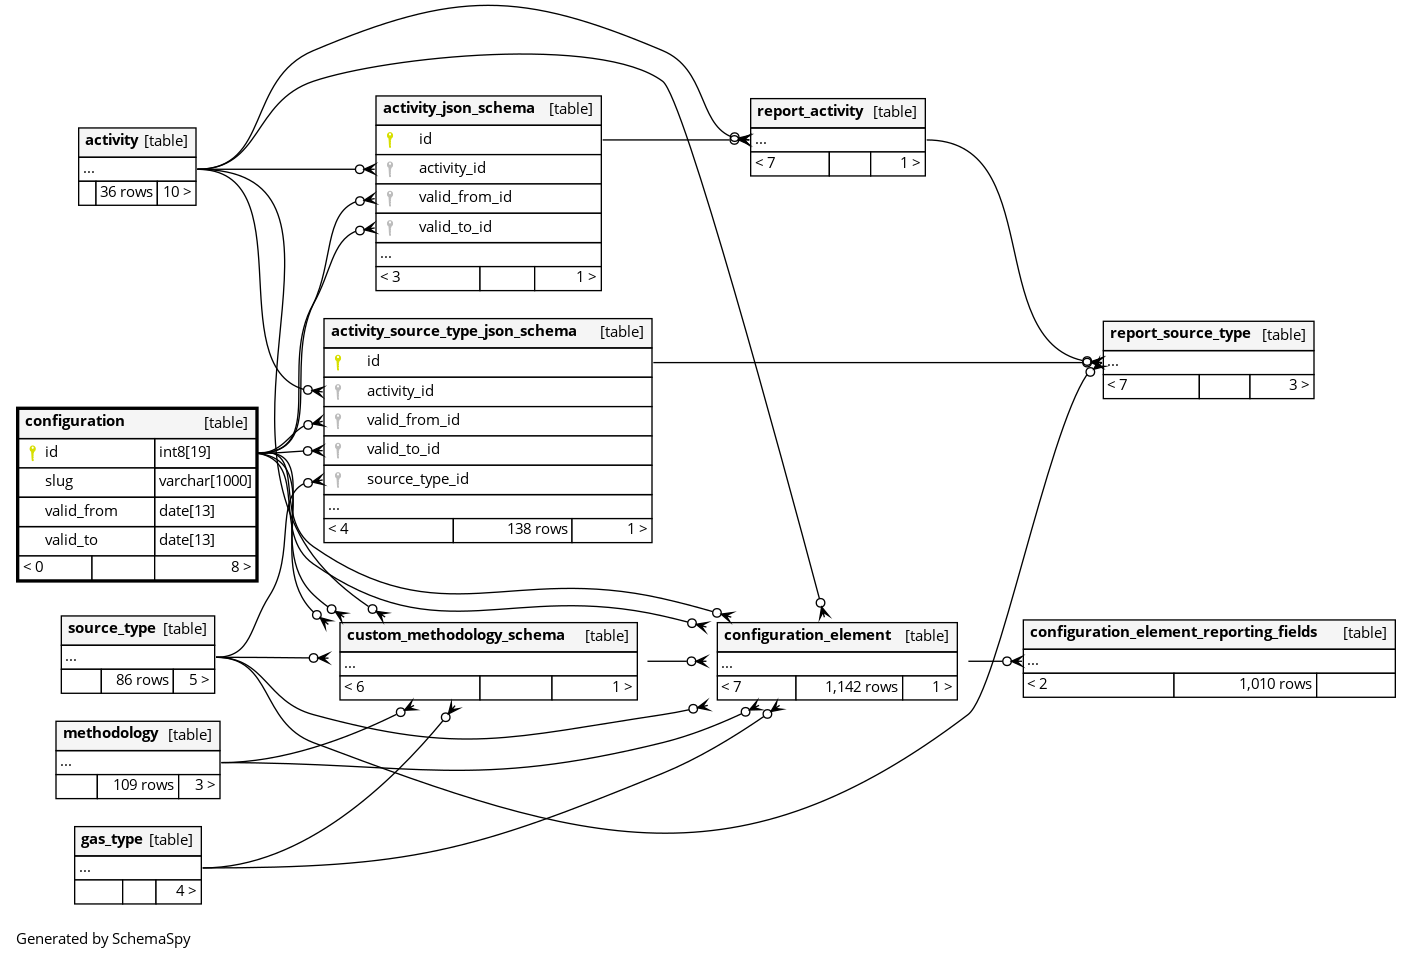 activity [table]
...
36 rows 10 >
activity_json_schema [table]
id
activity_id
valid_from_id
valid_to_id
...
< 3 1 >
report_activity [table]
...
< 7 1 >
activity_source_type_json_schema [table]
id
activity_id
valid_from_id
valid_to_id
source_type_id
...
< 4 138 rows 1 >
report_source_type [table]
...
< 7 3 >
configuration [table]
id int8[19]
slug varchar[1000]
valid_from date[13]
valid_to date[13]
< 0 8 >
source_type [table]
...
86 rows 5 >
custom_methodology_schema [table]
...
< 6 1 >
configuration_element [table]
...
< 7 1,142 rows 1 >
configuration_element_reporting_fields [table]
...
< 2 1,010 rows
methodology [table]
...
109 rows 3 >
gas_type [table]
...
4 >
Generated by SchemaSpy